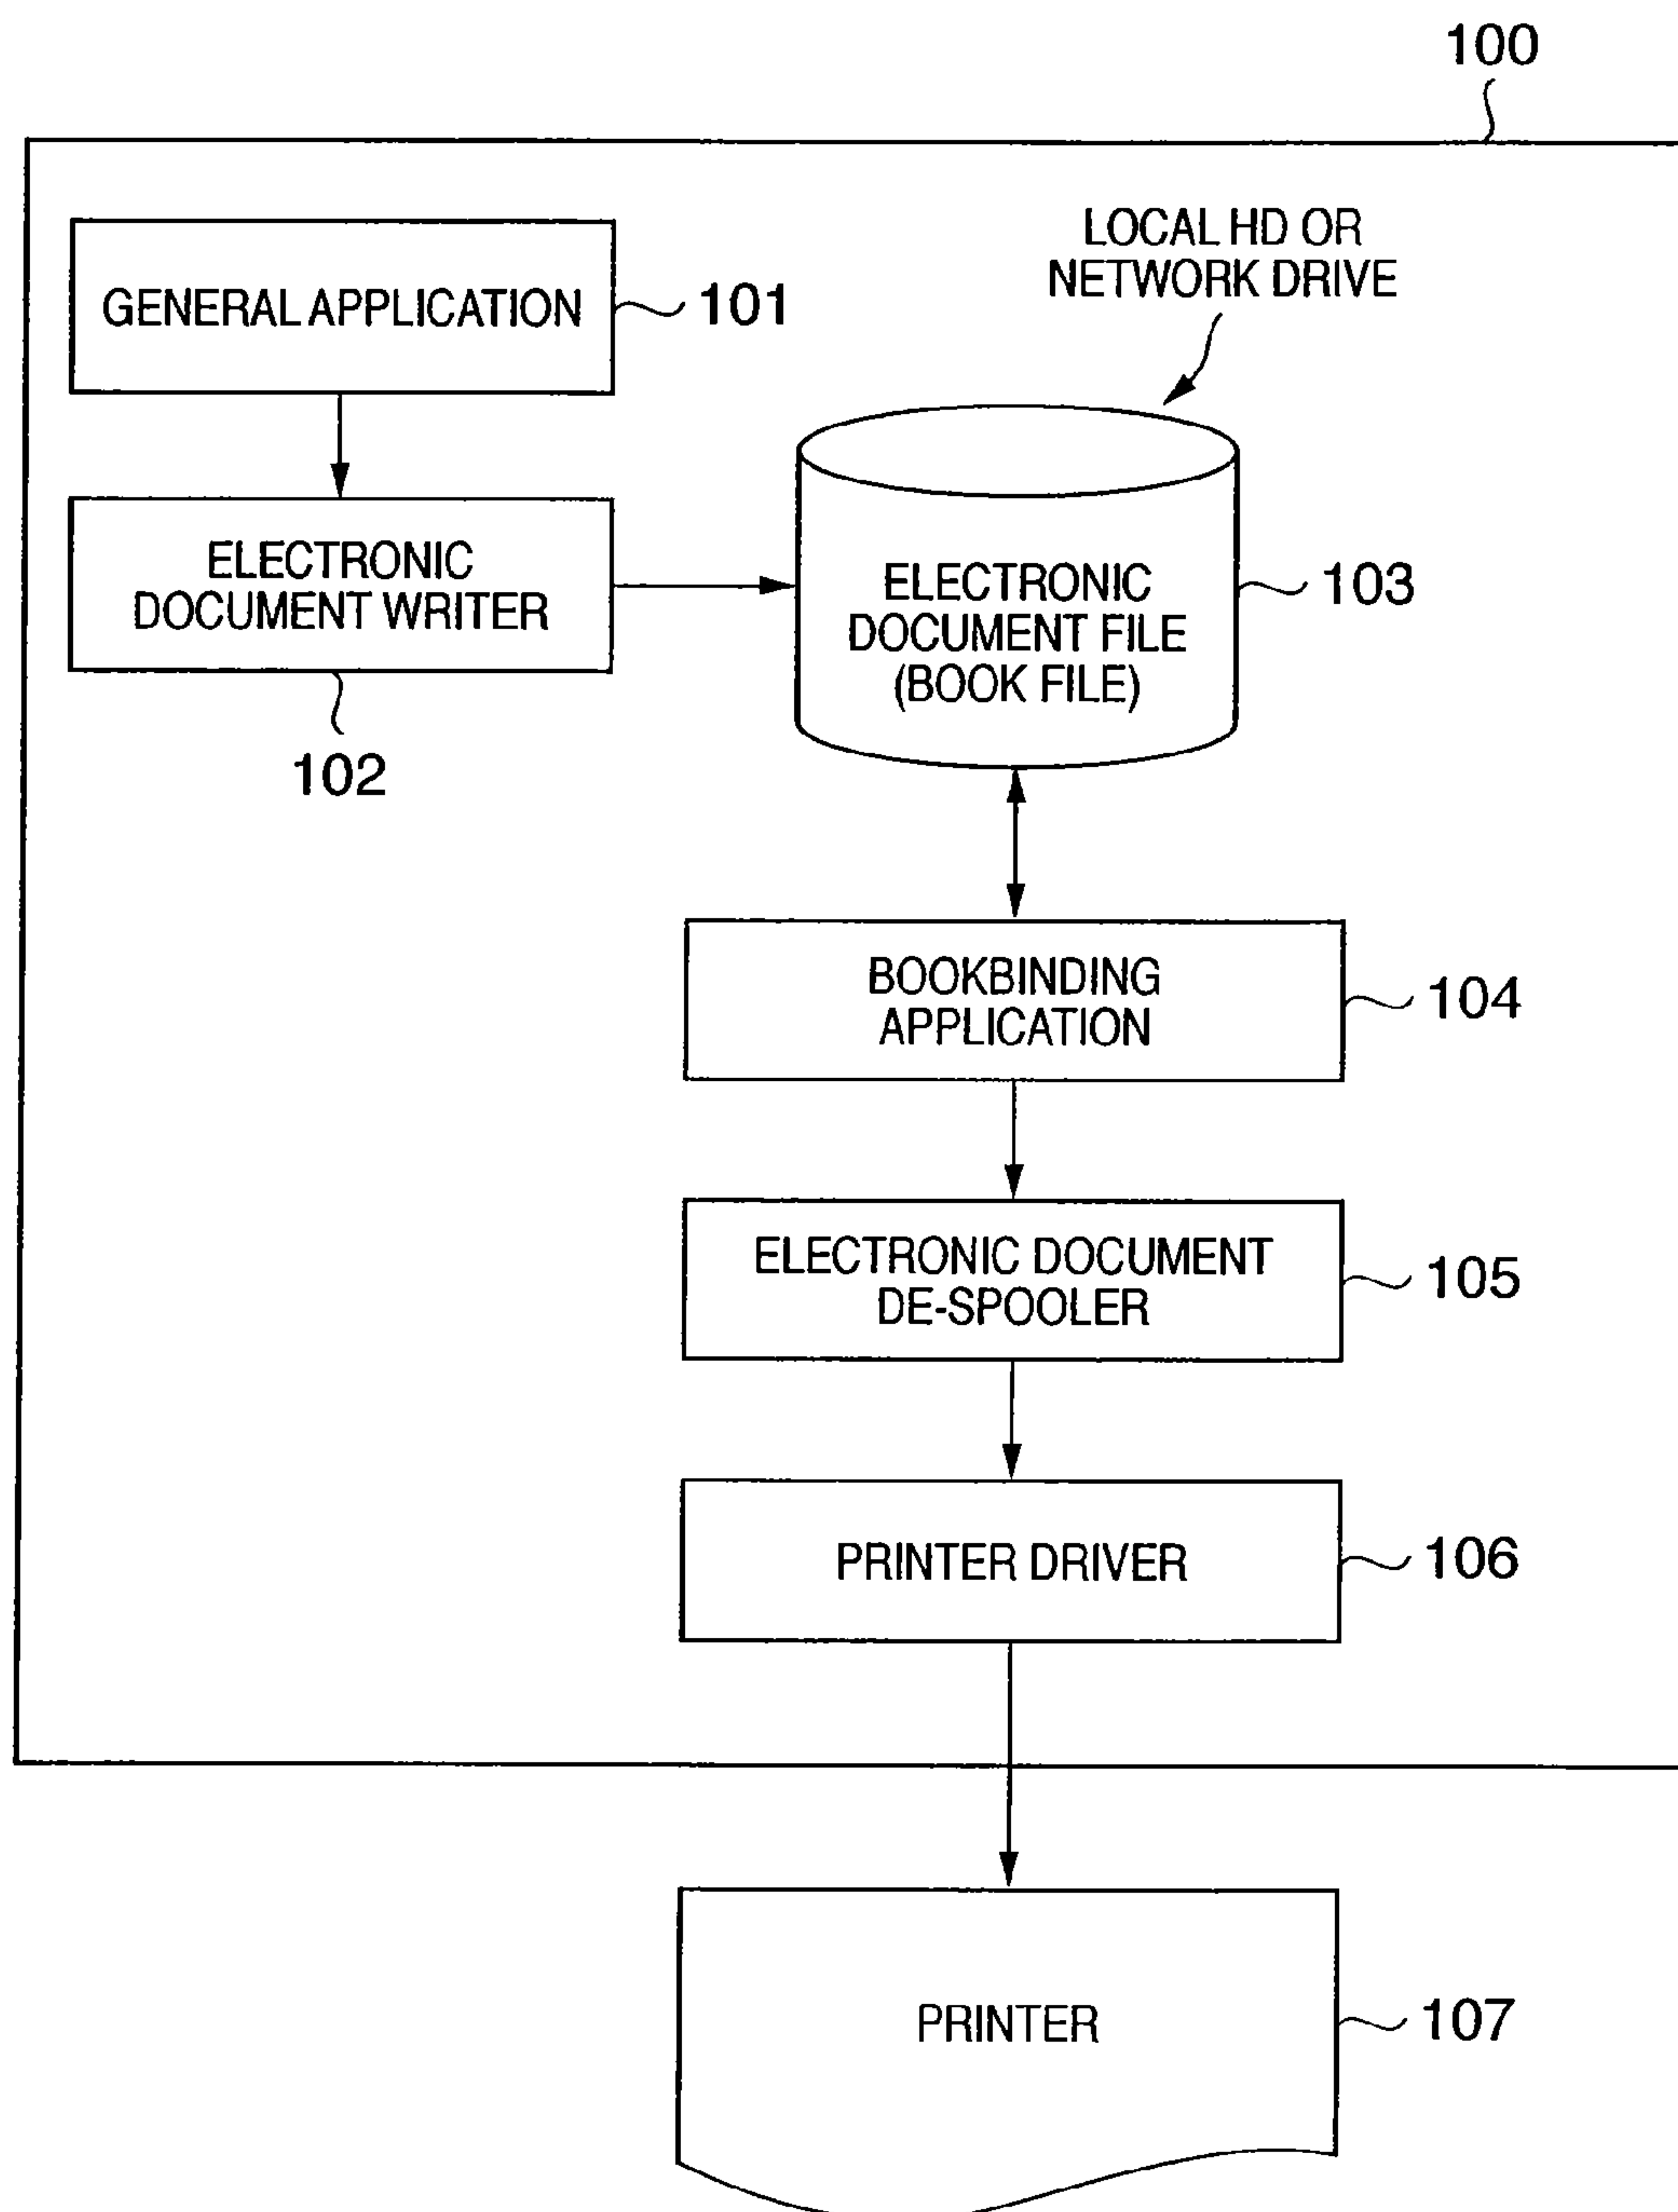 100
LOCAL HD OR
NETWORK DRIVE
GENERAL APPLICATION
101
ELECTRONIC
DOCUMENT WRITER
102
ELECTRONIC
DOCUMENT FILE
(BOOK FILE)
103
BOOKBINDING
APPLICATION
104
ELECTRONIC DOCUMENT
DE-SPOOLER
105
PRINTER DRIVER
106
PRINTER
107